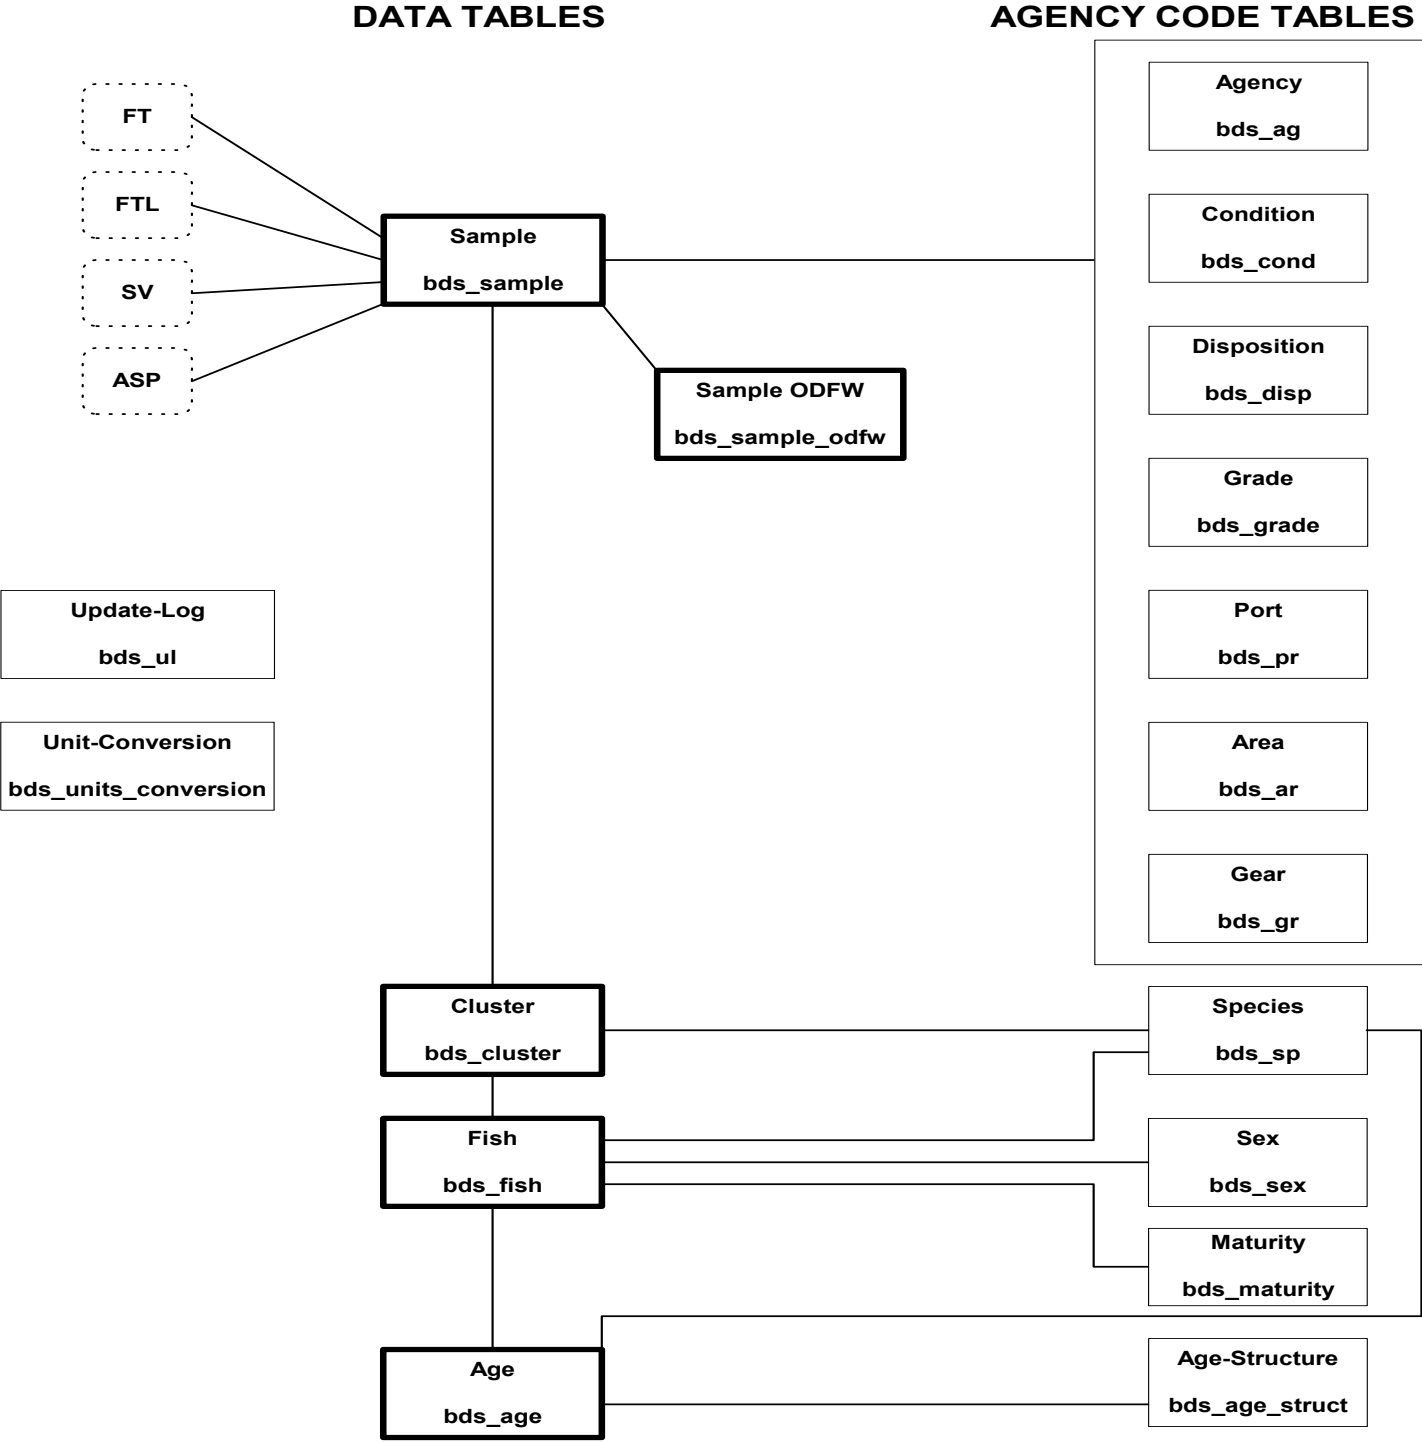 DATA TABLES
AGENCY CODE TABLES
FT
FTL
SV
ASP
Sample
bds_sample
Sample ODFW
bds_sample_odfw
Update-Log
bds_ul
Unit-Conversion
bds_units_conversion
Cluster
bds_cluster
Fish
bds_fish
Age
bds_age
Agency
bds_ag
Condition
bds_cond
Disposition
bds_disp
Grade
bds_grade
Port
bds_pr
Area
bds_ar
Gear
bds_gr
Species
bds_sp
Sex
bds_sex
Maturity
bds_maturity
Age-Structure
bds_age_struct